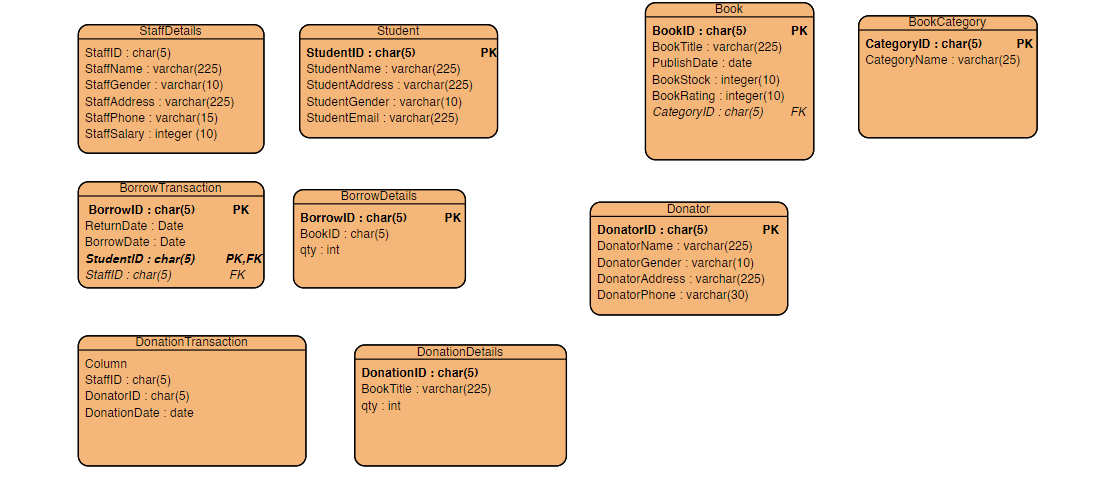 StaffDetails
StaffID : char(5)
StaffName : varchar(225)
StaffGender : varchar(10)
StaffAddress : varchar(225)
StaffPhone : varchar(15)
StaffSalary : integer (10)
Student
StudentID : char(5) PK
StudentName : varchar(225)
StudentAddress : varchar(225)
StudentGender : varchar(10)
StudentEmail : varchar(225)
Book
BookID : char(5) PK
BookTitle : varchar(225)
PublishDate : date
BookStock : integer(10)
BookRating : integer(10)
CategoryID : char(5) FK
BookCategory
CategoryID : char(5) PK
CategoryName : varchar(25)
BorrowTransaction
BorrowID : char(5) PK
ReturnDate : Date
BorrowDate : Date
StudentID : char(5) PK,FK
StaffID : char(5) FK
BorrowDetails
BorrowID : char(5) PK
BookID : char(5)
qty : int
Donator
DonatorID : char(5) PK
DonatorName : varchar(225)
DonatorGender : varchar(10)
DonatorAddress : varchar(225)
DonatorPhone : varchar(30)
DonationTransaction
Column
StaffID : char(5)
DonatorID : char(5)
DonationDate : date
DonationDetails
DonationID : char(5)
BookTitle : varchar(225)
qty : int